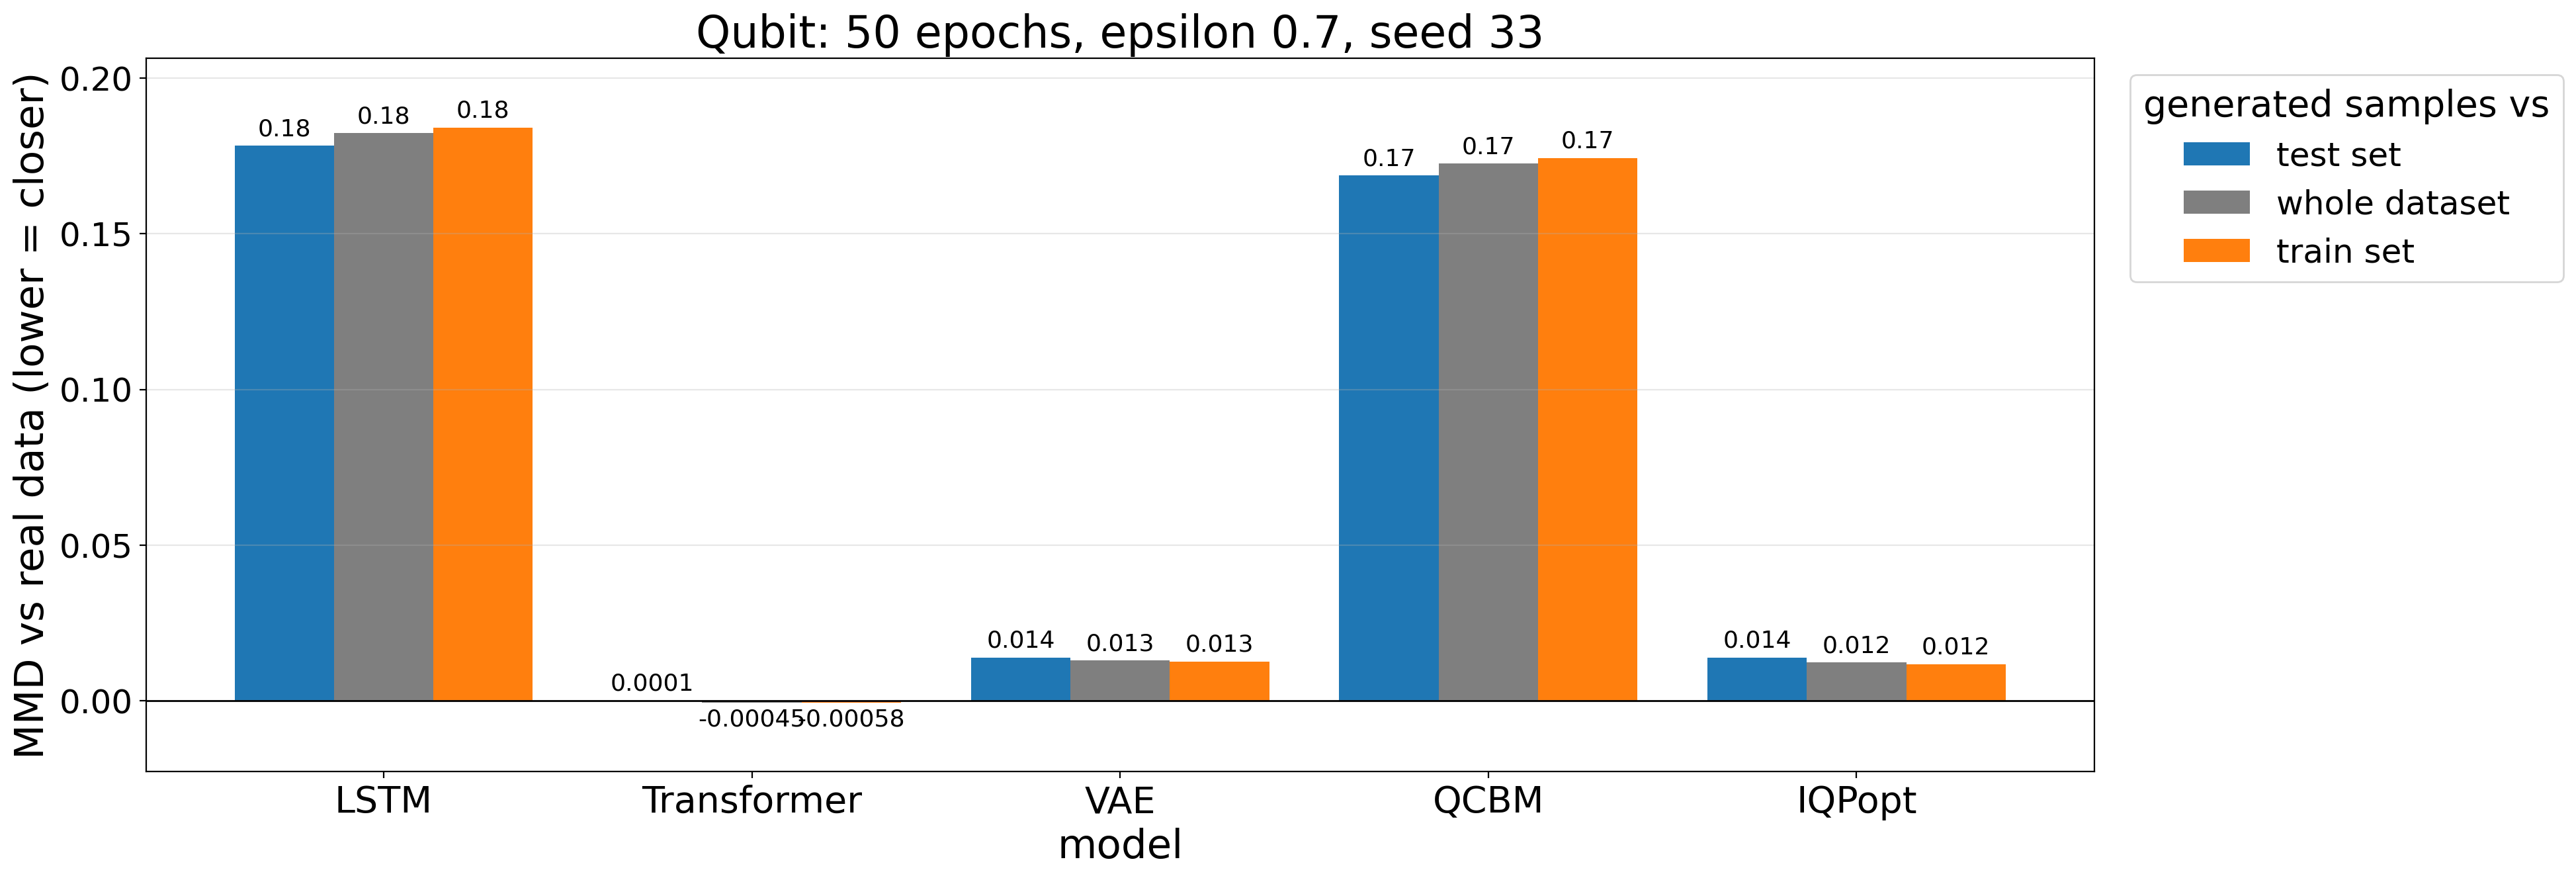 Qubit: 50 epochs, epsilon 0.7, seed 33
MMD vs real data (lower = closer)
0.20
0.15
0.10
0.05
0.00
0.18 0.18 0.18
0.0001 -0.00045 -0.00058
0.014 0.013 0.013
0.17 0.17 0.17
0.014 0.012 0.012
LSTM Transformer VAE QCBM IQPopt
model
generated samples vs
test set
whole dataset
train set